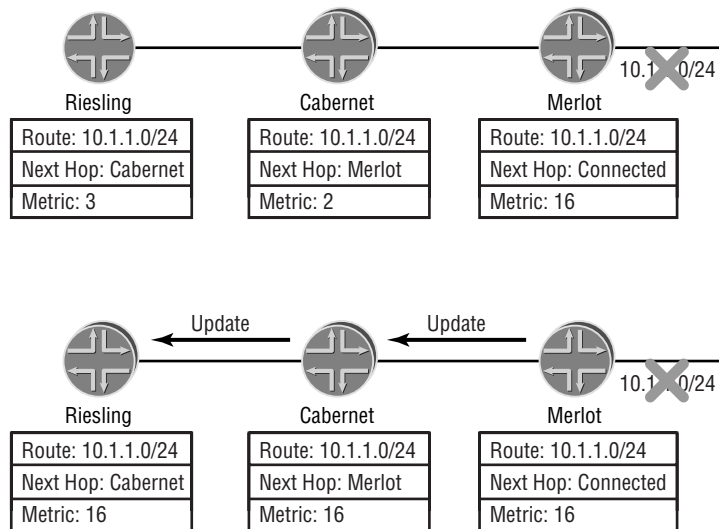 10.1.1.0/24
Riesling
Cabernet
Merlot
Route: 10.1.1.0/24
Route: 10.1.1.0/24
Route: 10.1.1.0/24
Next Hop: Cabernet
Next Hop: Merlot
Next Hop: Connected
Metric: 3
Metric: 2
Metric: 16
Update
Update
10.1.1.0/24
Riesling
Cabernet
Merlot
Route: 10.1.1.0/24
Route: 10.1.1.0/24
Route: 10.1.1.0/24
Next Hop: Cabernet
Next Hop: Merlot
Next Hop: Connected
Metric: 16
Metric: 16
Metric: 16